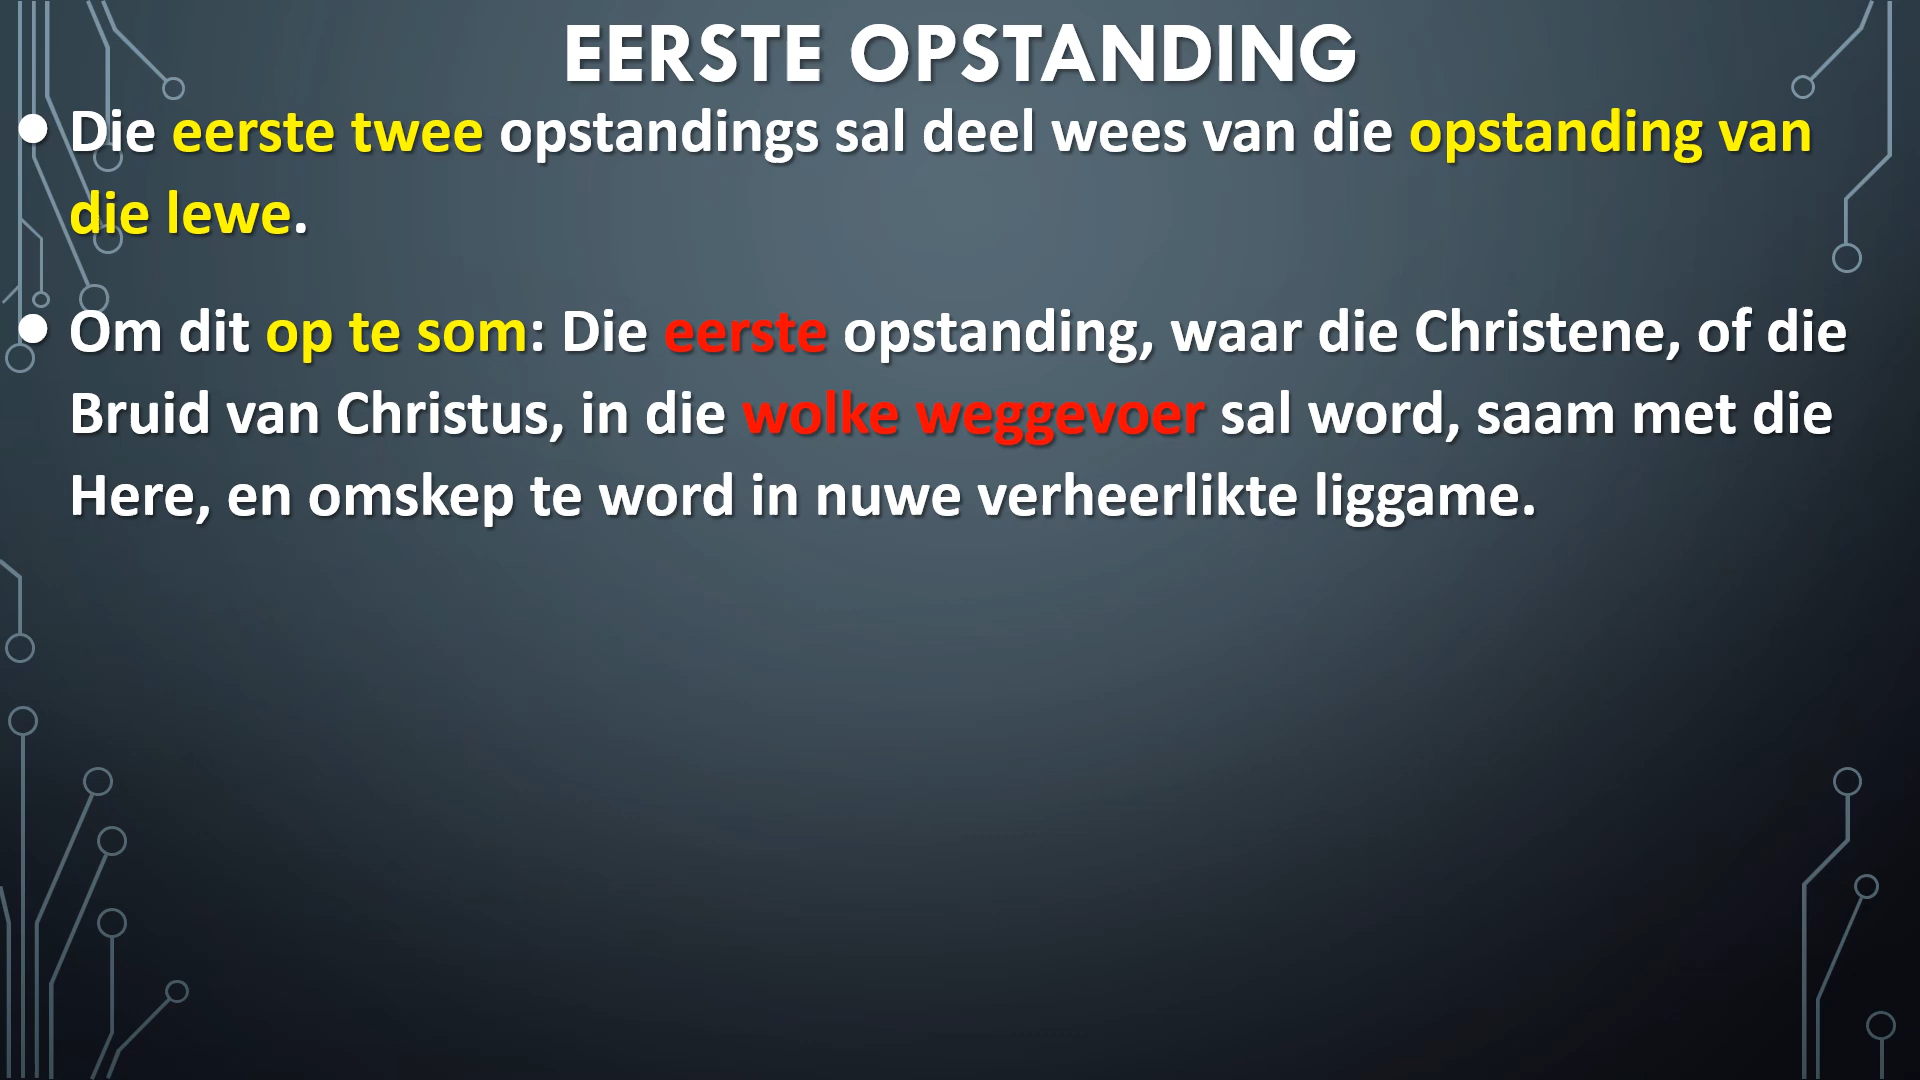 EERSTE OPSTANDING
• Die eerste twee opstandings sal deel wees van die opstanding van
die lewe.
• Om dit op te som: Die eerste opstanding, waar die Christene, of die
Bruid van Christus, in die wolke weggevoer sal word, saam met die
Here, en omskep te word in nuwe verheerlikte liggame.